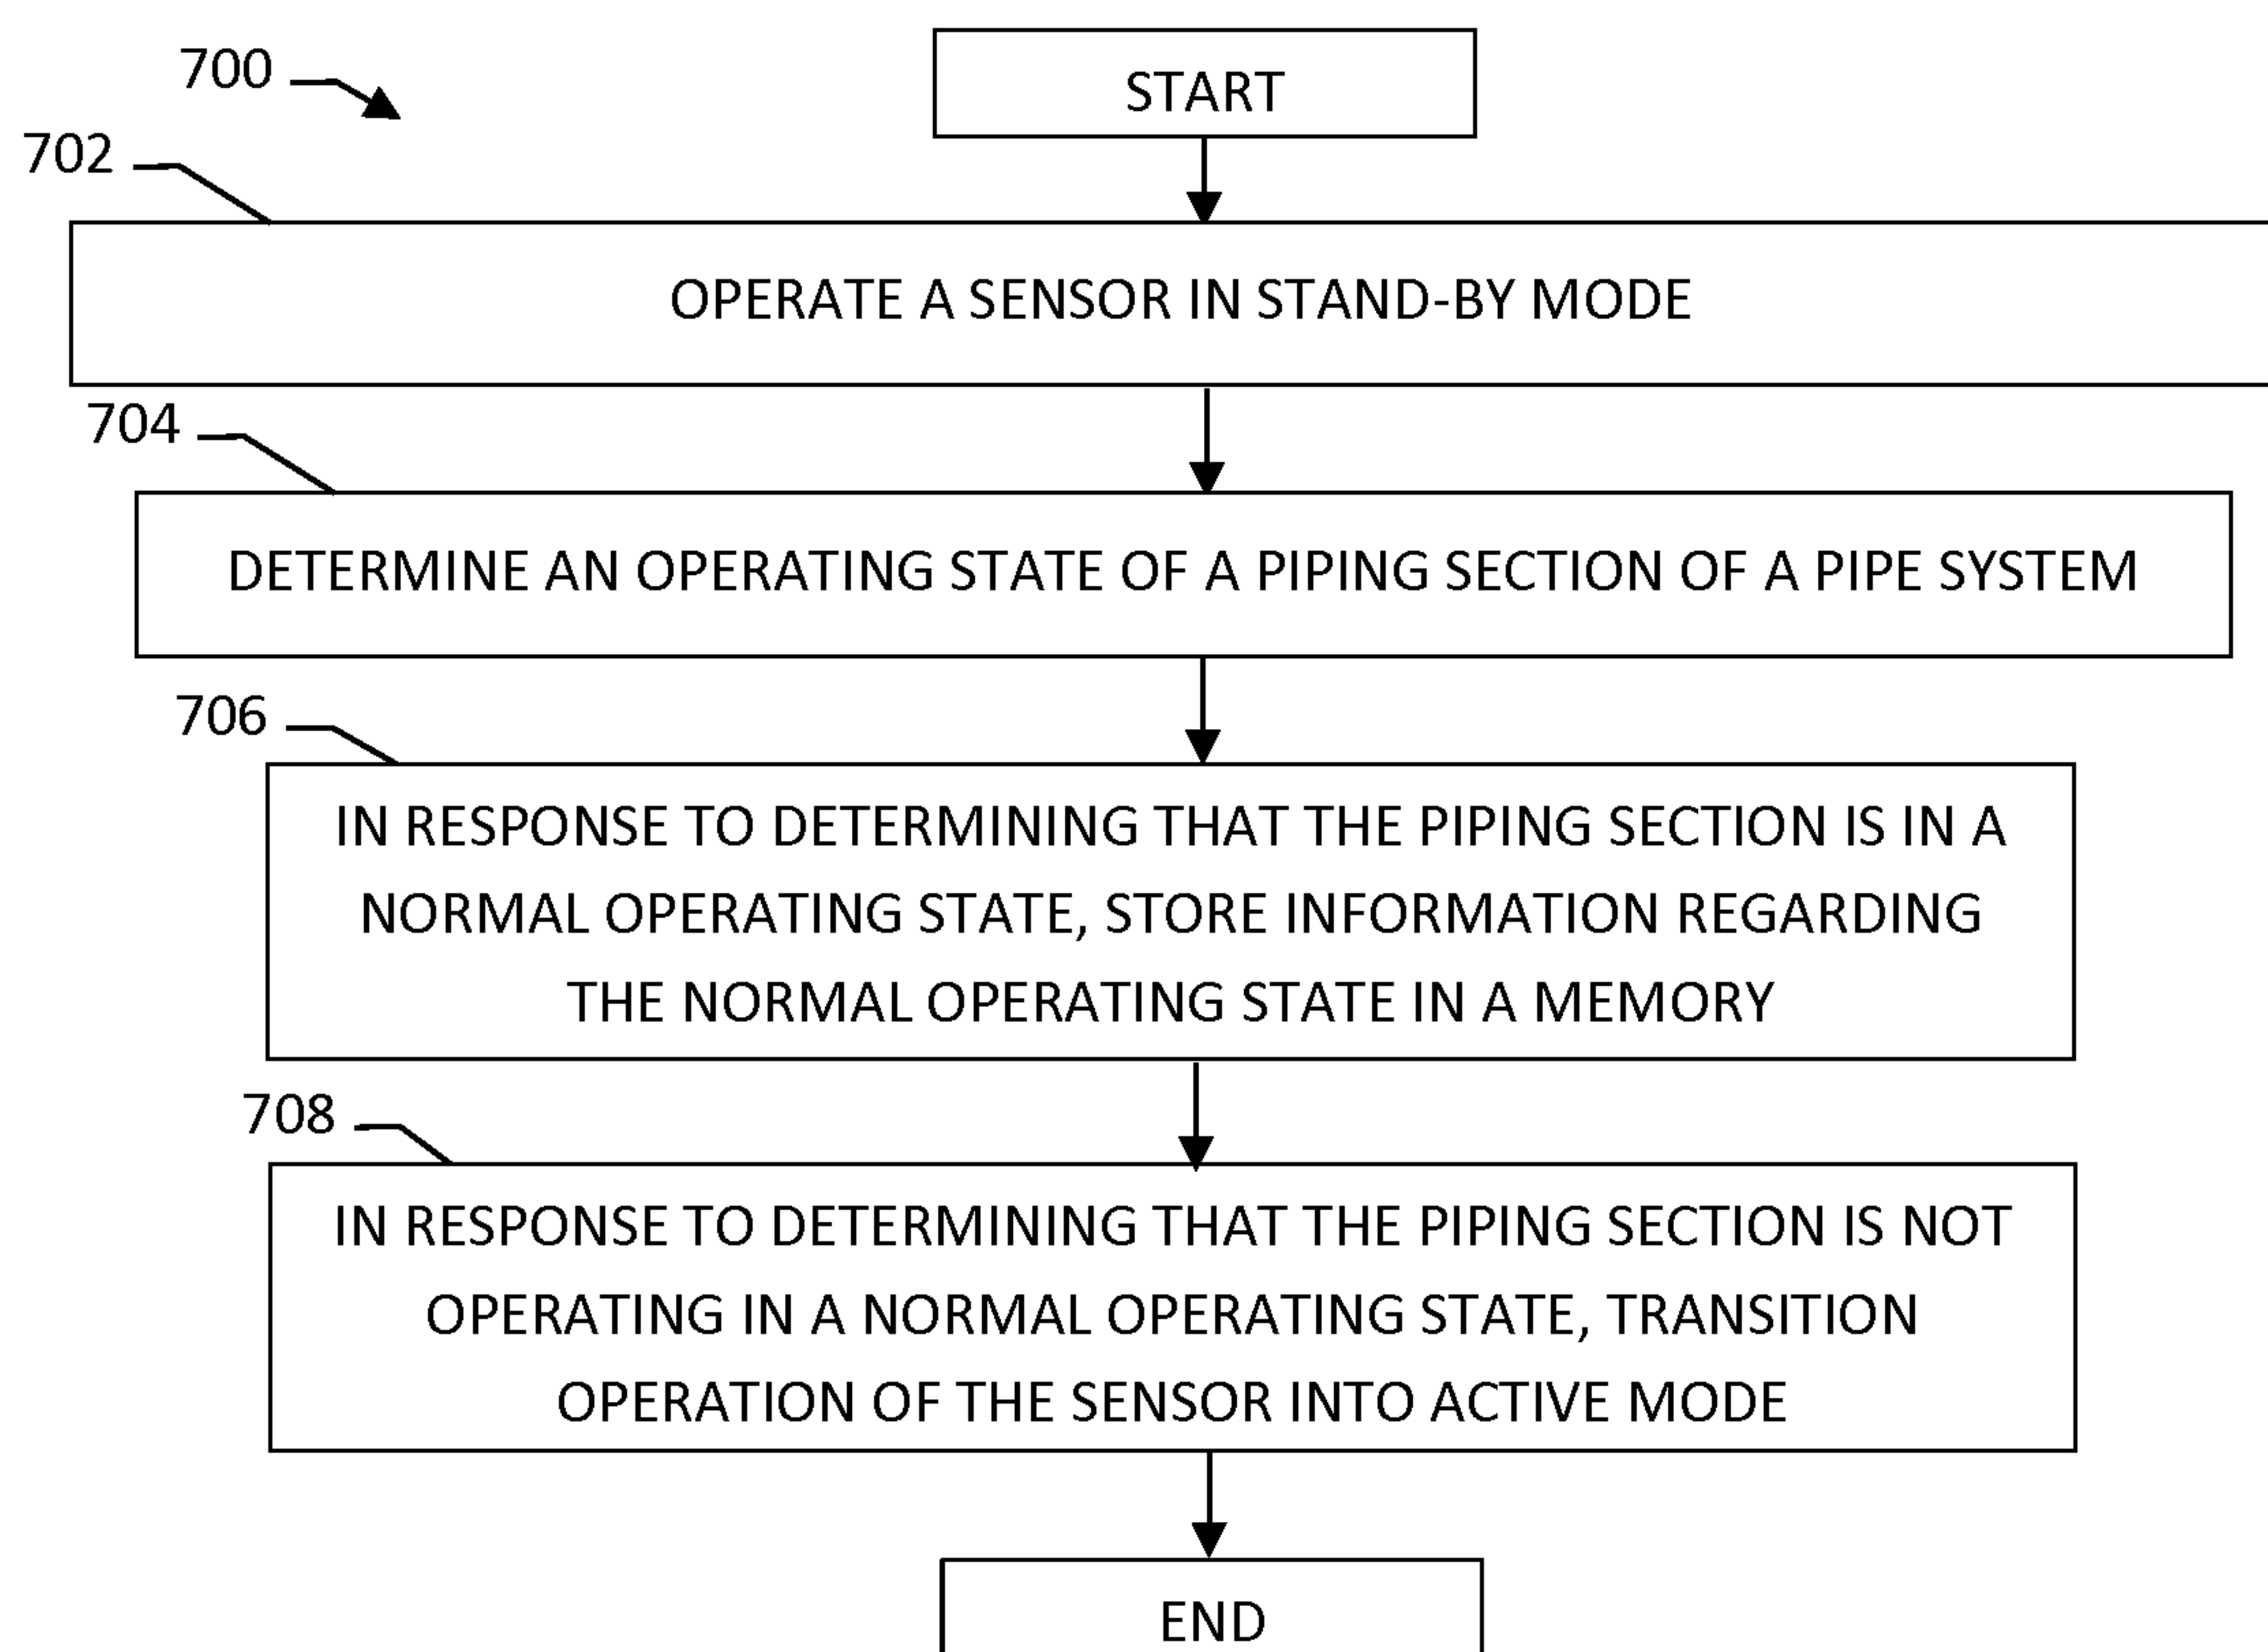 700
START
702
OPERATE A SENSOR IN STAND-BY MODE
704
DETERMINE AN OPERATING STATE OF A PIPING SECTION OF A PIPE SYSTEM
706
IN RESPONSE TO DETERMINING THAT THE PIPING SECTION IS IN A
NORMAL OPERATING STATE, STORE INFORMATION REGARDING
THE NORMAL OPERATING STATE IN A MEMORY
708
IN RESPONSE TO DETERMINING THAT THE PIPING SECTION IS NOT
OPERATING IN A NORMAL OPERATING STATE, TRANSITION
OPERATION OF THE SENSOR INTO ACTIVE MODE
END